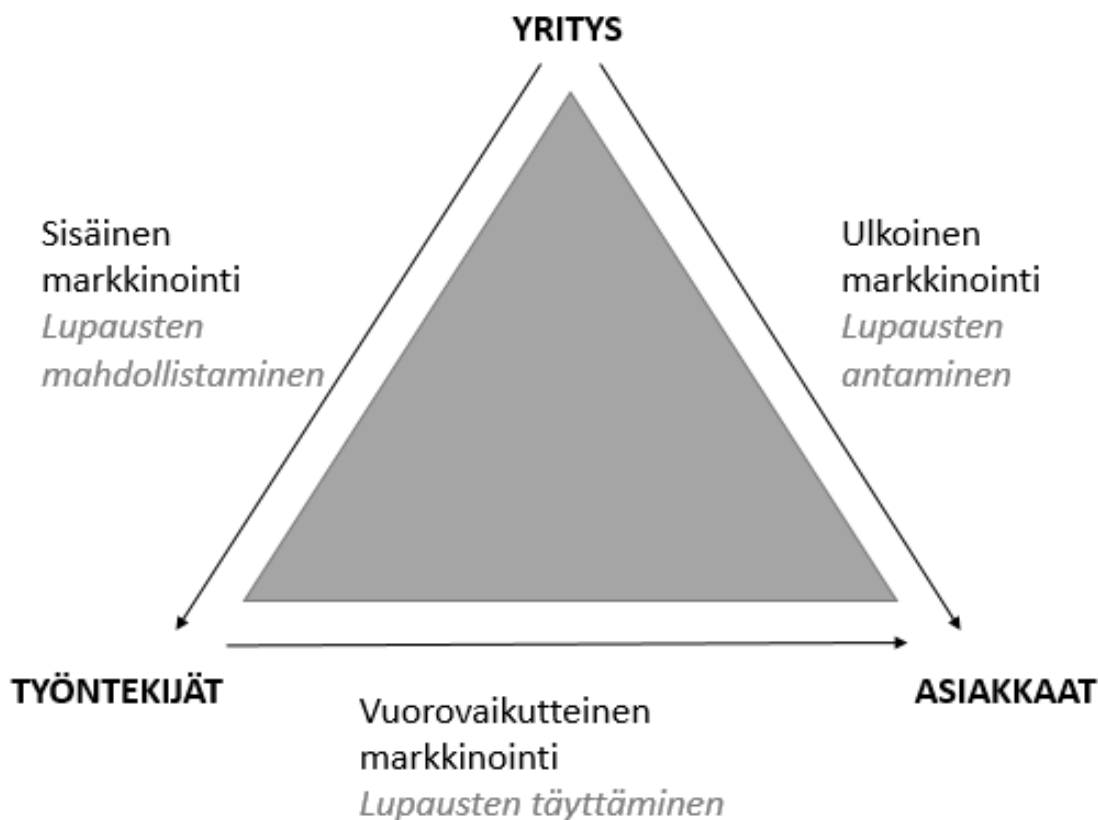 YRITYS
Sisäinen
markkinointi
Lupausten
mahdollistaminen
Ulkoinen
markkinointi
Lupausten
antaminen
TYÖNTEKIJÄT
ASIAKKAAT
Vuorovaikutteinen
markkinointi
Lupausten täyttäminen